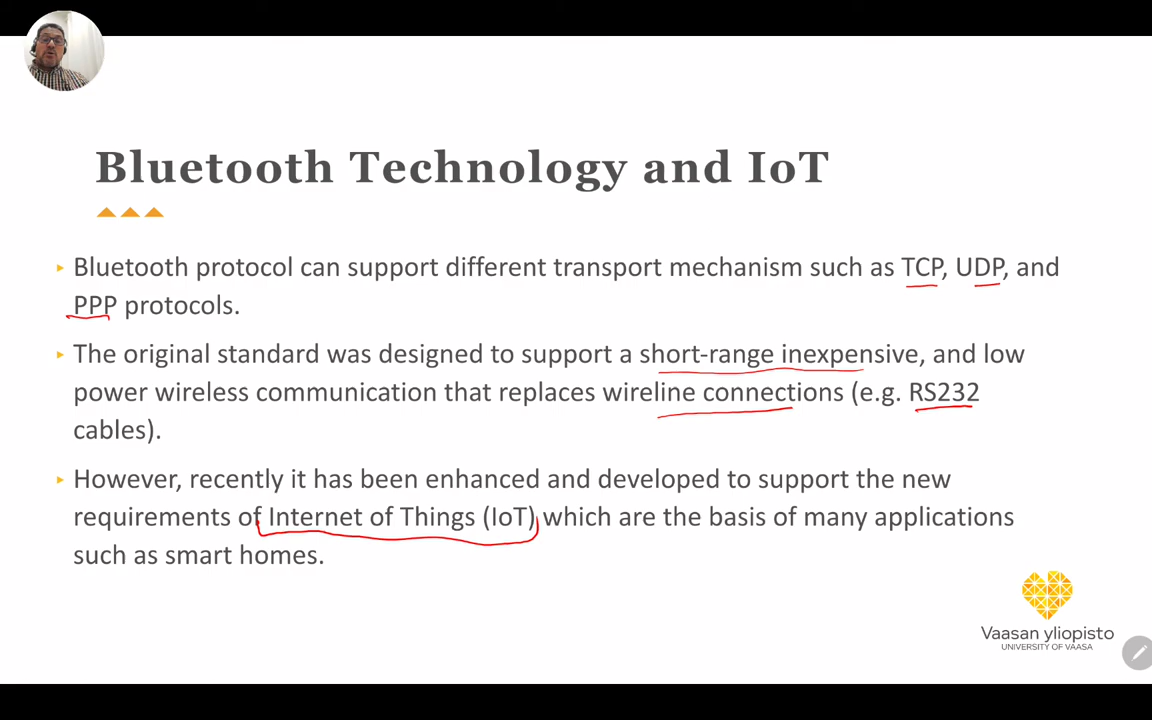 Bluetooth Technology and IoT
Bluetooth protocol can support different transport mechanism such as TCP, UDP, and
PPP protocols.
The original standard was designed to support a short-range inexpensive, and low
power wireless communication that replaces wireline connections (e.g. RS232
cables).
However, recently it has been enhanced and developed to support the new
requirements of Internet of Things (IoT) which are the basis of many applications
such as smart homes.
Vaasan yliopisto
UNIVERSITY OF VAASA